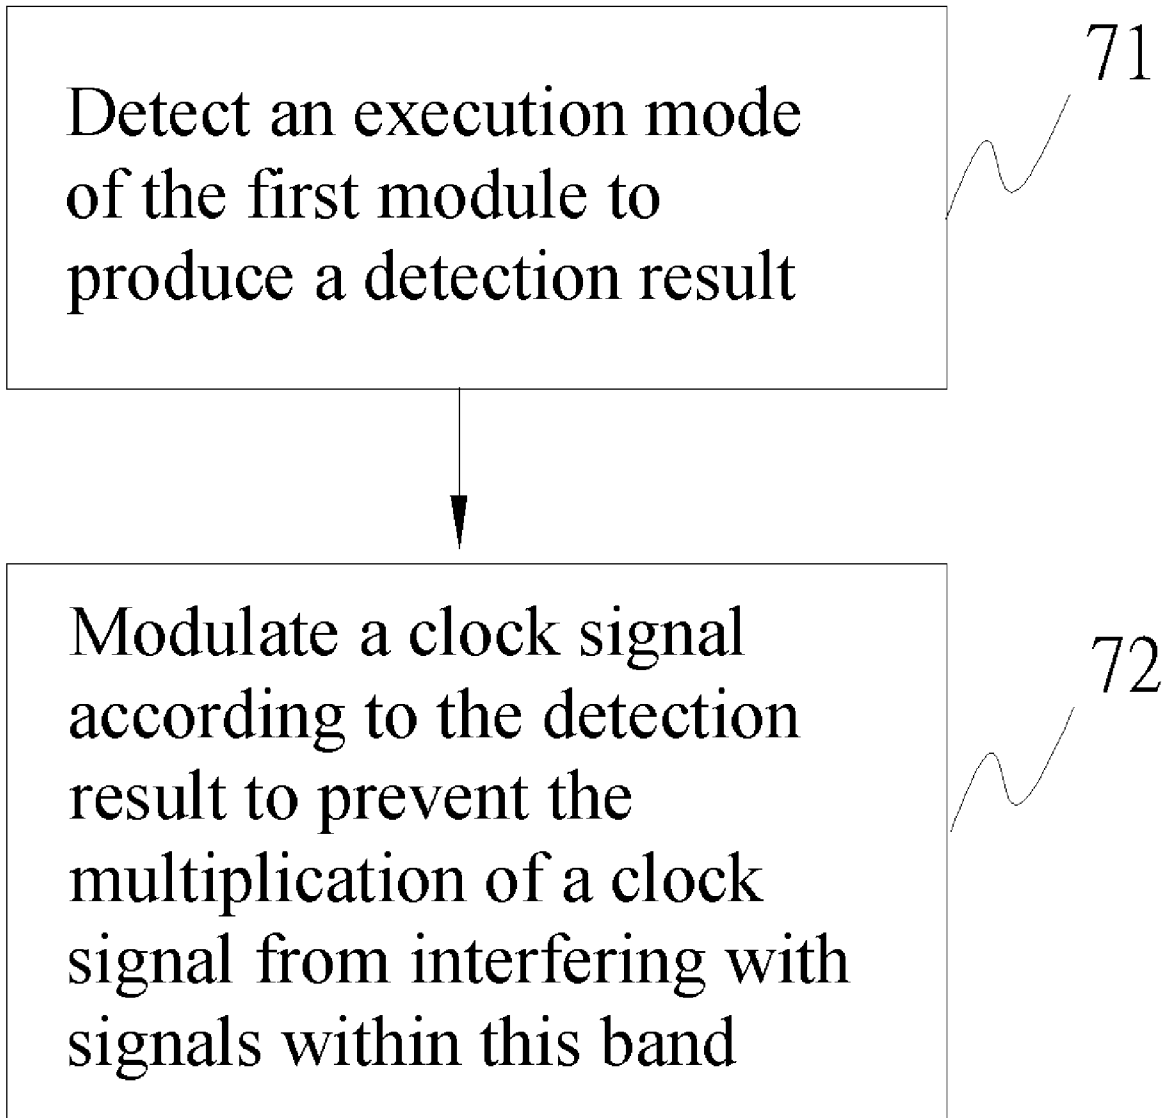 71
Detect an execution mode
of the first module to
produce a detection result
72
Modulate a clock signal
according to the detection
result to prevent the
multiplication of a clock
signal from interfering with
signals within this band